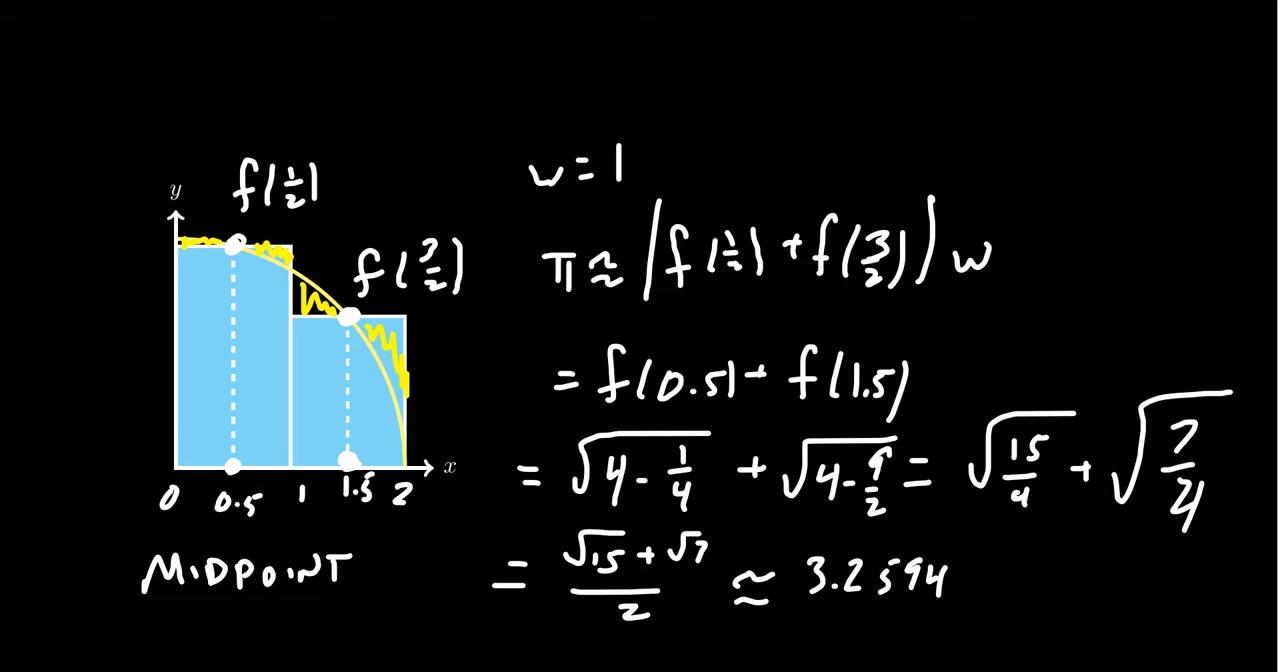 f(1/2)
y
f(3/2)
0 0.5 1 1.5 2 x
MIDPOINT
w = 1
π ≈ (f(1/2) + f(3/2)) w
= f(0.5) + f(1.5)
= √(4 - 1/4) + √(4 - 9/2) = √(15/4) + √(7/4)
= (√15 + √7)/2 ≈ 3.2594